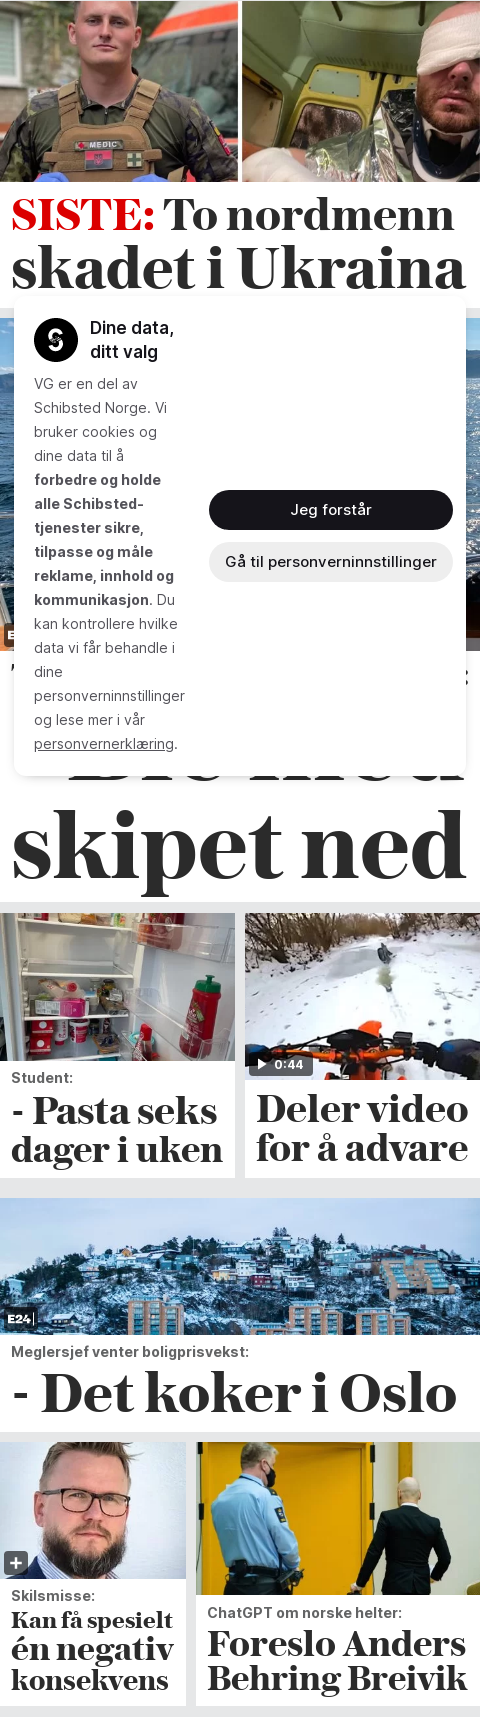 MEDIC
SISTE: To nordmenn
skadet i Ukraina
Dine data,
ditt valg
VG er en del av
Schibsted Norge. Vi
bruker cookies og
dine data til å
forbedre og holde
alle Schibsted-
tjenester sikre,
tilpasse og måle
reklame, innhold og
kommunikasjon. Du
kan kontrollere hvilke
data vi får behandle i
dine
personverninnstillinger
og lese mer i vår
personvernerklæring.
Jeg forstår
Gå til personverninnstillinger
skipet ned
Student:
- Pasta seks
dager i uken
0:44
Deler video
for å advare
E24
Meglersjef venter boligprisvekst:
- Det koker i Oslo
Skilsmisse:
Kan få spesielt
én negativ
konsekvens
ChatGPT om norske helter:
Foreslo Anders
Behring Breivik